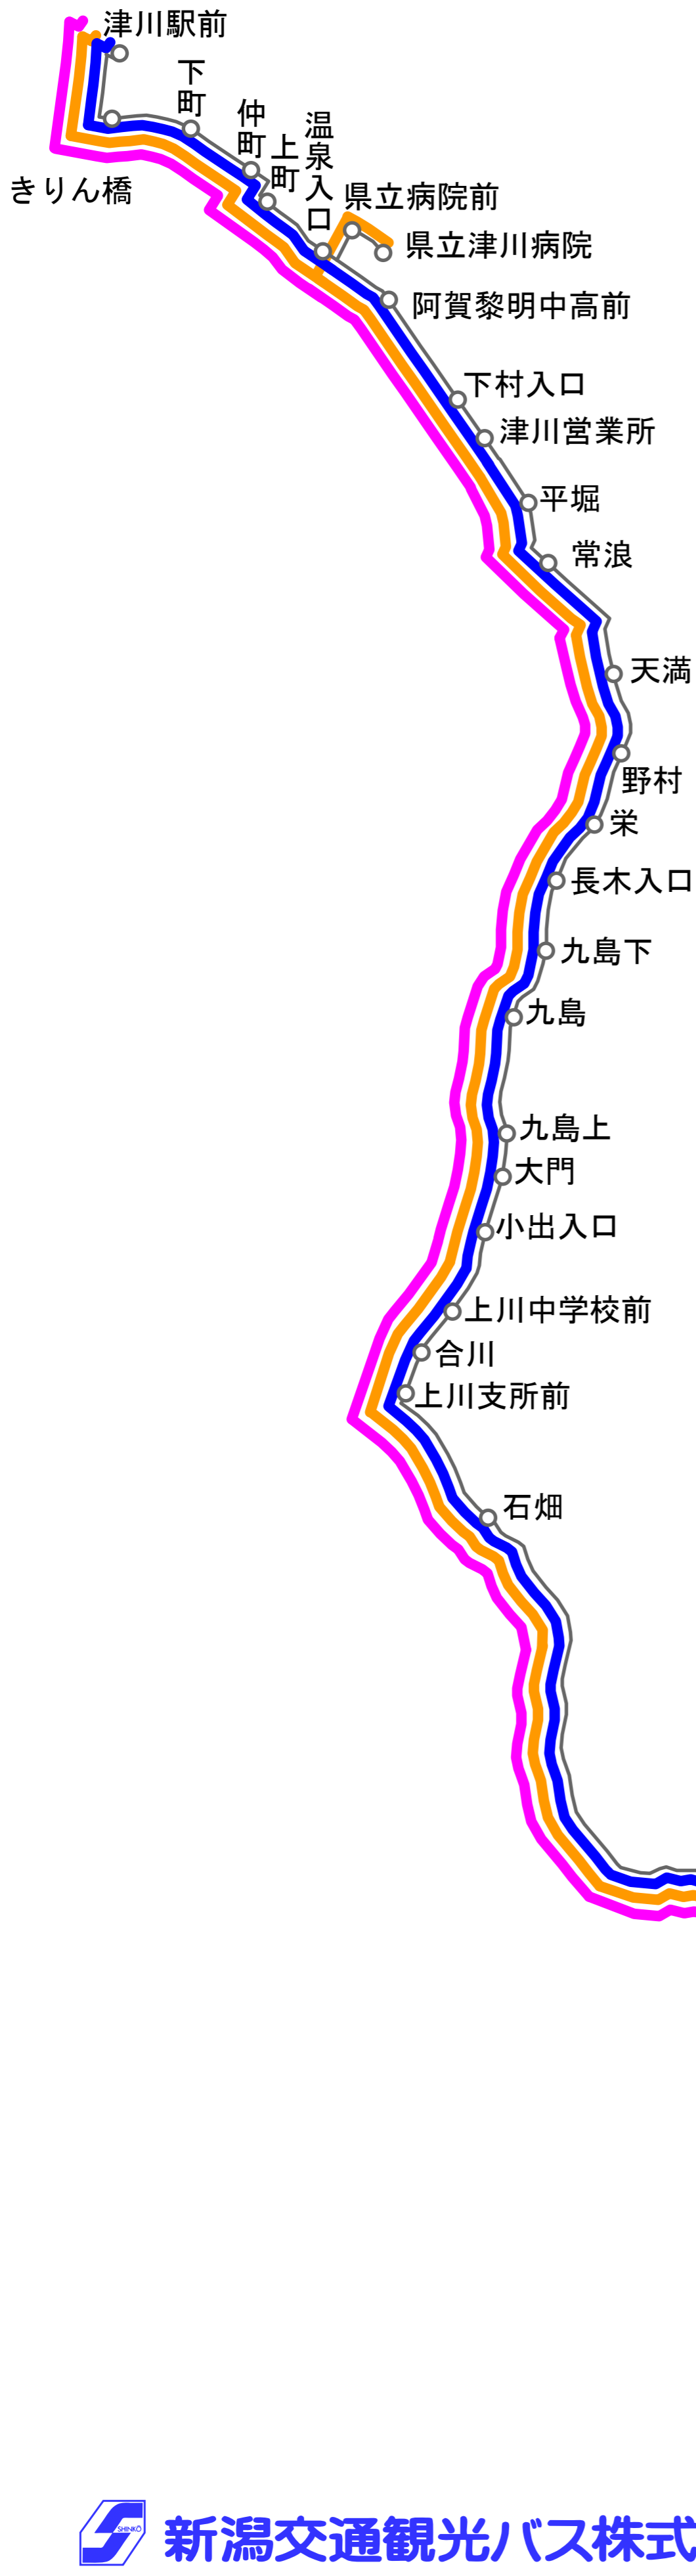 津川駅前
下町
仲町
上町
温泉入口
きりん橋
県立病院前
県立津川病院
阿賀黎明中高前
下村入口
津川営業所
平堀
常浪
天満
野村
栄
長木入口
九島下
九島
九島上
大門
小出入口
上川中学校前
合川
上川支所前
石畑
SHINKO
新潟交通観光バス株式